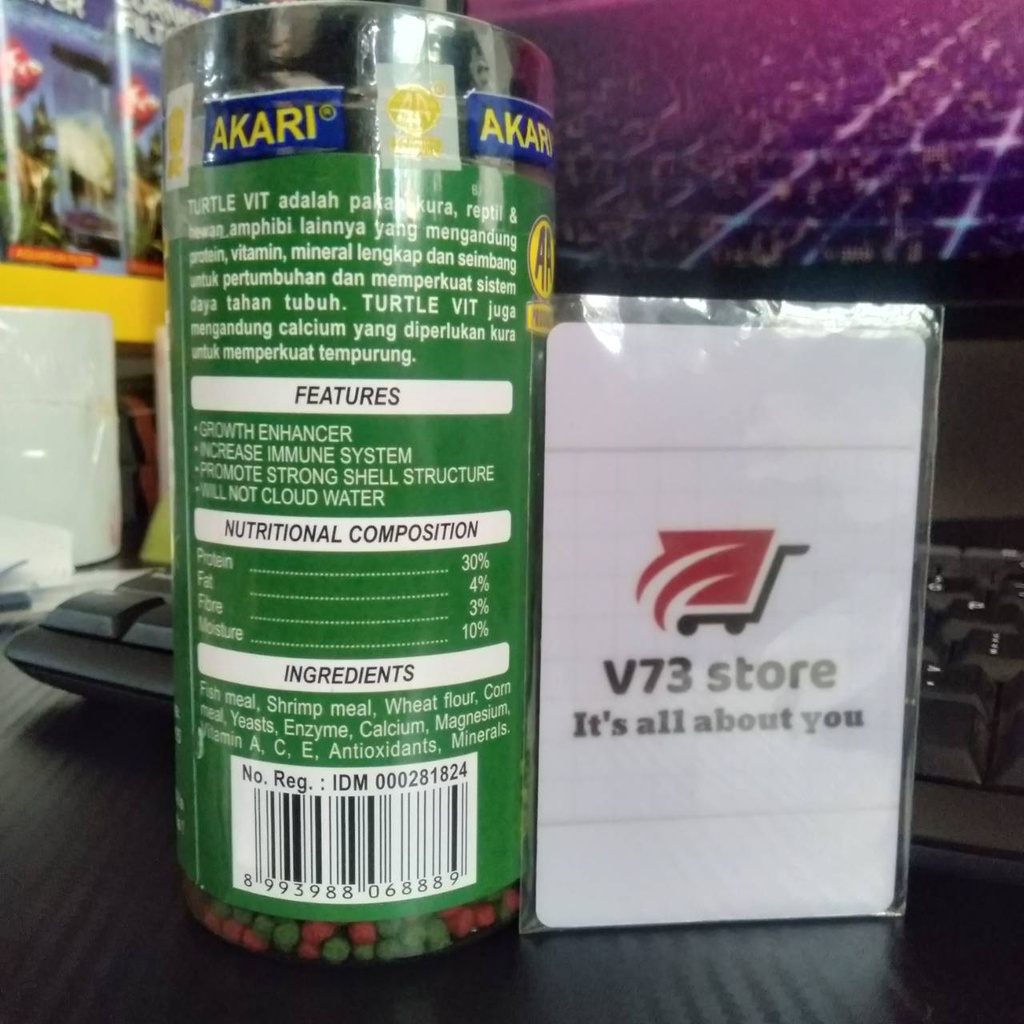 AKARI®
AKARI
TURTLE VIT adalah pakan kura, reptil &
hewan amphibi lainnya yang mengandung
protein, vitamin, mineral lengkap dan seimbang
untuk pertumbuhan dan memperkuat sistem
daya tahan tubuh. TURTLE VIT juga
mengandung calcium yang diperlukan kura
untuk memperkuat tempurung.
FEATURES
• GROWTH ENHANCER
• INCREASE IMMUNE SYSTEM
• PROMOTE STRONG SHELL STRUCTURE
• WILL NOT CLOUD WATER
NUTRITIONAL COMPOSITION
Protein 30%
Fat 4%
Fibre 3%
Moisture 10%
INGREDIENTS
Fish meal, Shrimp meal, Wheat flour, Corn
meal, Yeasts, Enzyme, Calcium, Magnesium,
Vitamin A, C, E, Antioxidants, Minerals.
No. Reg. : IDM 000281824
8 993988 068889
V73 store
It's all about you